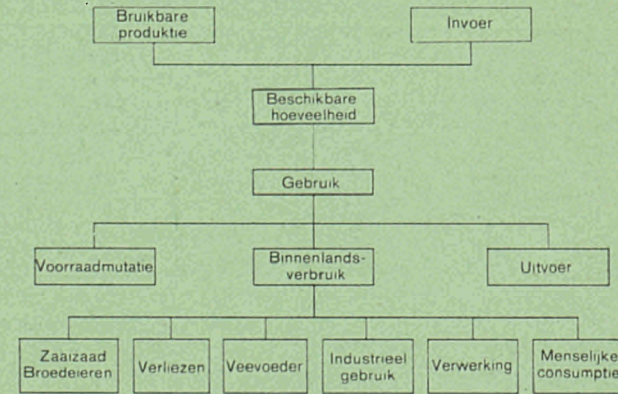 Bruikbare
produktie
Invoer
Beschikbare
hoeveelheid
Gebruik
Voorraadmutatie
Binnenlands-
verbruik
Uitvoer
Zaaizaad
Broedeieren
Verliezen
Veevoeder
Industrieel
gebruik
Verwerking
Menselijke
consumptie